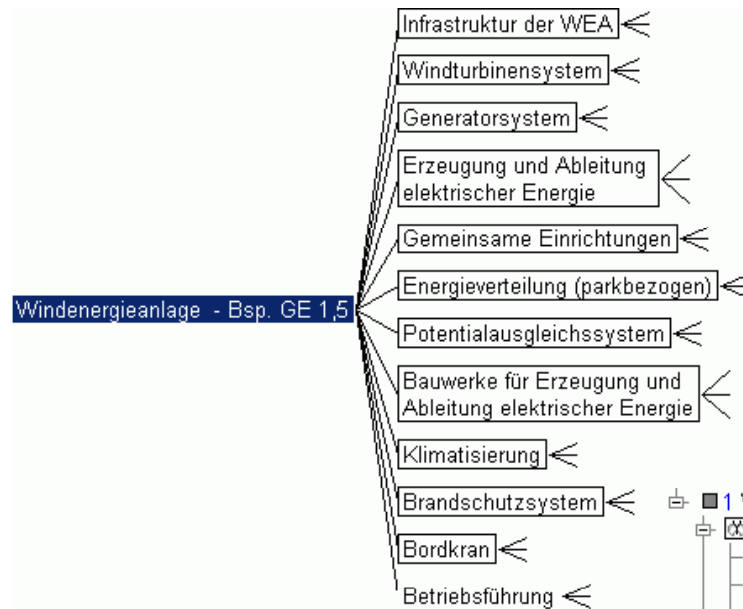 Infrastruktur der WEA
Windturbinensystem
Generatorsystem
Erzeugung und Ableitung
elektrischer Energie
Gemeinsame Einrichtungen
Energieverteilung (parkbezogen)
Windenergieanlage - Bsp. GE 1,5
Potentialausgleichssystem
Bauwerke für Erzeugung und
Ableitung elektrischer Energie
Klimatisierung
Brandschutzsystem
1
Bordkran
Betriebsführung